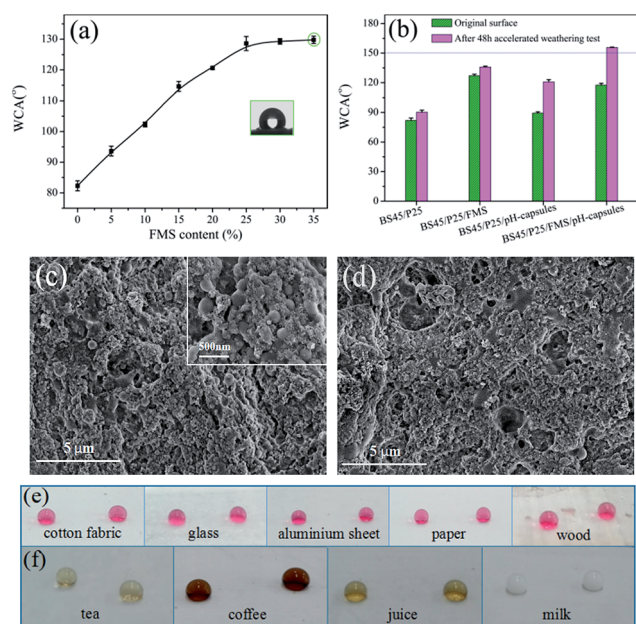 (a)
WCA(°)
130
120
110
100
90
80
0 5 10 15 20 25 30 35
FMS content (%)
(b)
Original surface
After 48h accelerated weathering test
WCA(°)
180
150
120
90
60
30
0
BS45/P25
BS45/P25/FMS
BS45/P25/pH-capsules
BS45/P25/FMS/pH-capsules
(c)
500nm
5 μm
(d)
5 μm
(e)
cotton fabric
glass
aluminium sheet
paper
wood
(f)
tea
coffee
juice
milk